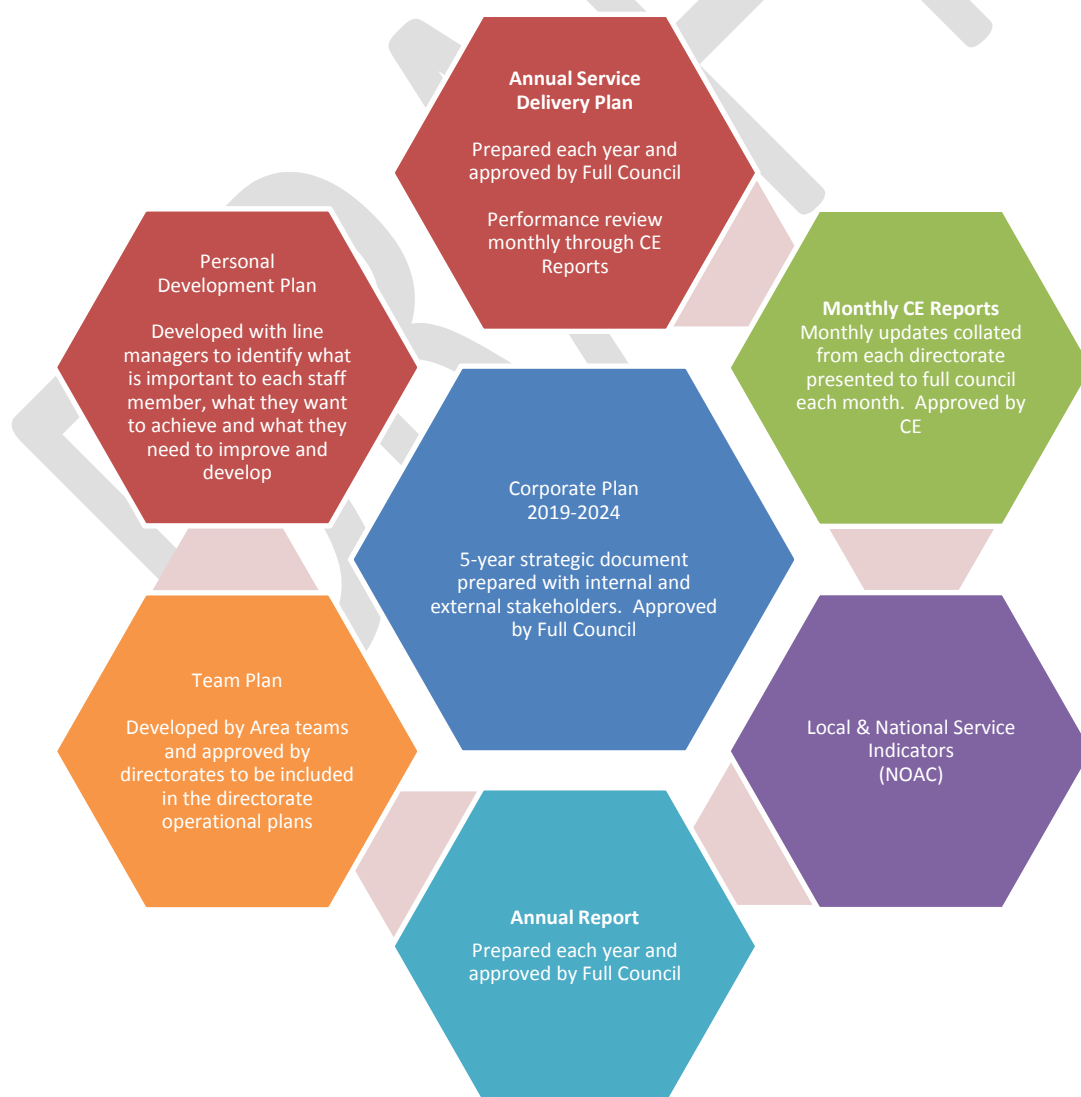 Annual Service
Delivery Plan
Prepared each year and
approved by Full Council
Performance review
monthly through CE
Reports
Personal
Development Plan
Developed with line
managers to identify what
is important to each staff
member, what they want
to achieve and what they
need to improve and
develop
Monthly CE Reports
Monthly updates collated
from each directorate
presented to full council
each month.  Approved by
CE
Corporate Plan
2019-2024
5-year strategic document
prepared with internal and
external stakeholders.  Approved
by Full Council
Team Plan
Developed by Area teams
and approved by
directorates to be included
in the directorate
operational plans
Local & National Service
Indicators
(NOAC)
Annual Report
Prepared each year and
approved by Full Council